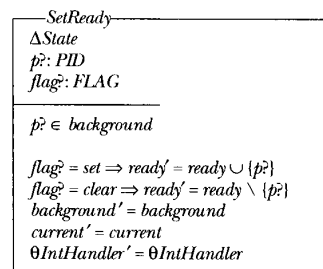 SetReady
ΔState
p?: PID
flag?: FLAG
p? ∈ background
flag? = set ⇒ ready′ = ready ∪ {p?}
flag? = clear ⇒ ready′ = ready \ {p?}
background′ = background
current′ = current
θIntHandler′ = θIntHandler